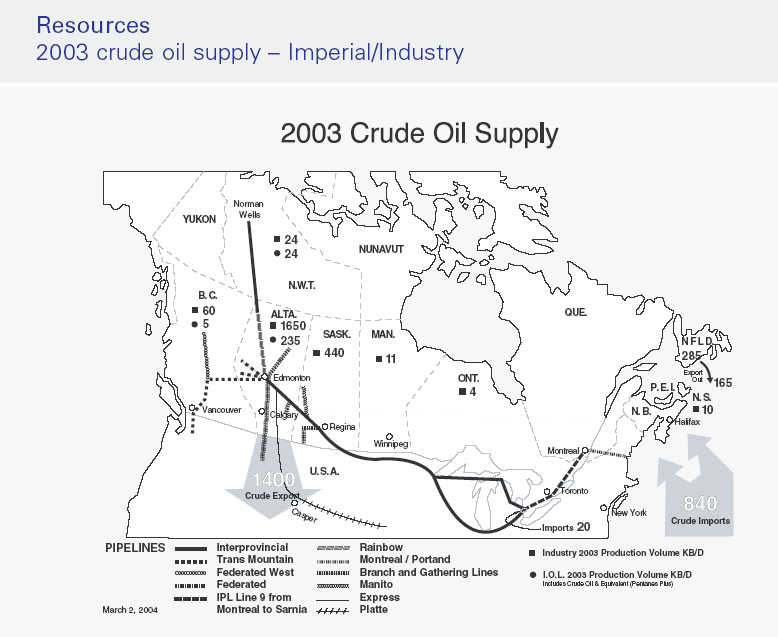 Resources
2003 crude oil supply – Imperial/Industry
2003 Crude Oil Supply
Norman
Wells
YUKON
24
24
NUNAVUT
N.W.T.
B.C.
60
5
ALTA.
1650
235
SASK.
440
MAN.
11
ONT.
4
QUE.
NFLD.
285
Export
Out
165
P.E.I.
N.S.
10
N.B.
Halifax
Edmonton
Vancouver
Calgary
Regina
Winnipeg
Montreal
Toronto
New York
U.S.A.
1400
Crude Export
Casper
Imports 20
840
Crude Imports
PIPELINES
Interprovincial
Trans Mountain
Federated West
Federated
IPL Line 9 from
Montreal to Sarnia
Rainbow
Montreal / Portand
Branch and Gathering Lines
Manito
Express
Platte
Industry 2003 Production Volume KB/D
I.O.L. 2003 Production Volume KB/D
Includes Crude Oil & Equivalent (Pentanes Plus)
March 2, 2004